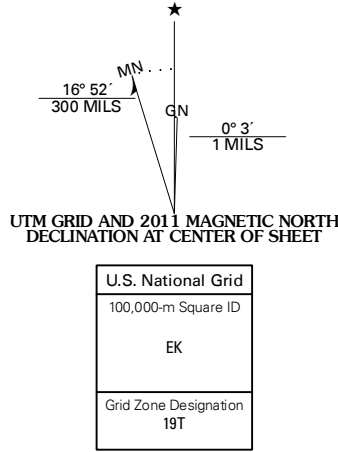 ★
MN
GN
16° 52´
300 MILS
0° 3´
1 MILS
UTM GRID AND 2011 MAGNETIC NORTH
DECLINATION AT CENTER OF SHEET
U.S. National Grid
100,000-m Square ID
EK
Grid Zone Designation
19T